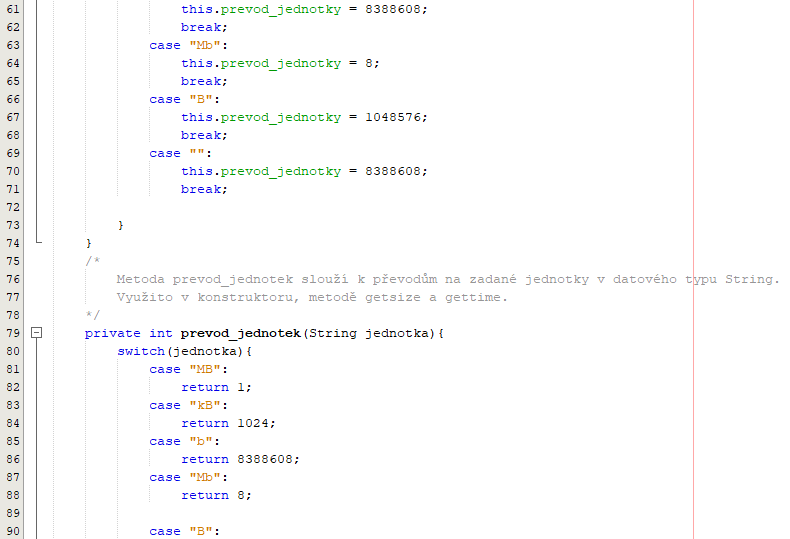 61 this.prevod_jednotky = 8388608;
62 break;
63 case "Mb":
64 this.prevod_jednotky = 8;
65 break;
66 case "B":
67 this.prevod_jednotky = 1048576;
68 break;
69 case "":
70 this.prevod_jednotky = 8388608;
71 break;
72
73 }
74 }
75 /*
76 Metoda prevod_jednotek slouží k převodům na zadané jednotky v datového typu String.
77 Využito v konstruktoru, metodě getsize a gettime.
78 */
79 private int prevod_jednotek(String jednotka){
80 switch(jednotka){
81 case "MB":
82 return 1;
83 case "kB":
84 return 1024;
85 case "b":
86 return 8388608;
87 case "Mb":
88 return 8;
89
90 case "B":